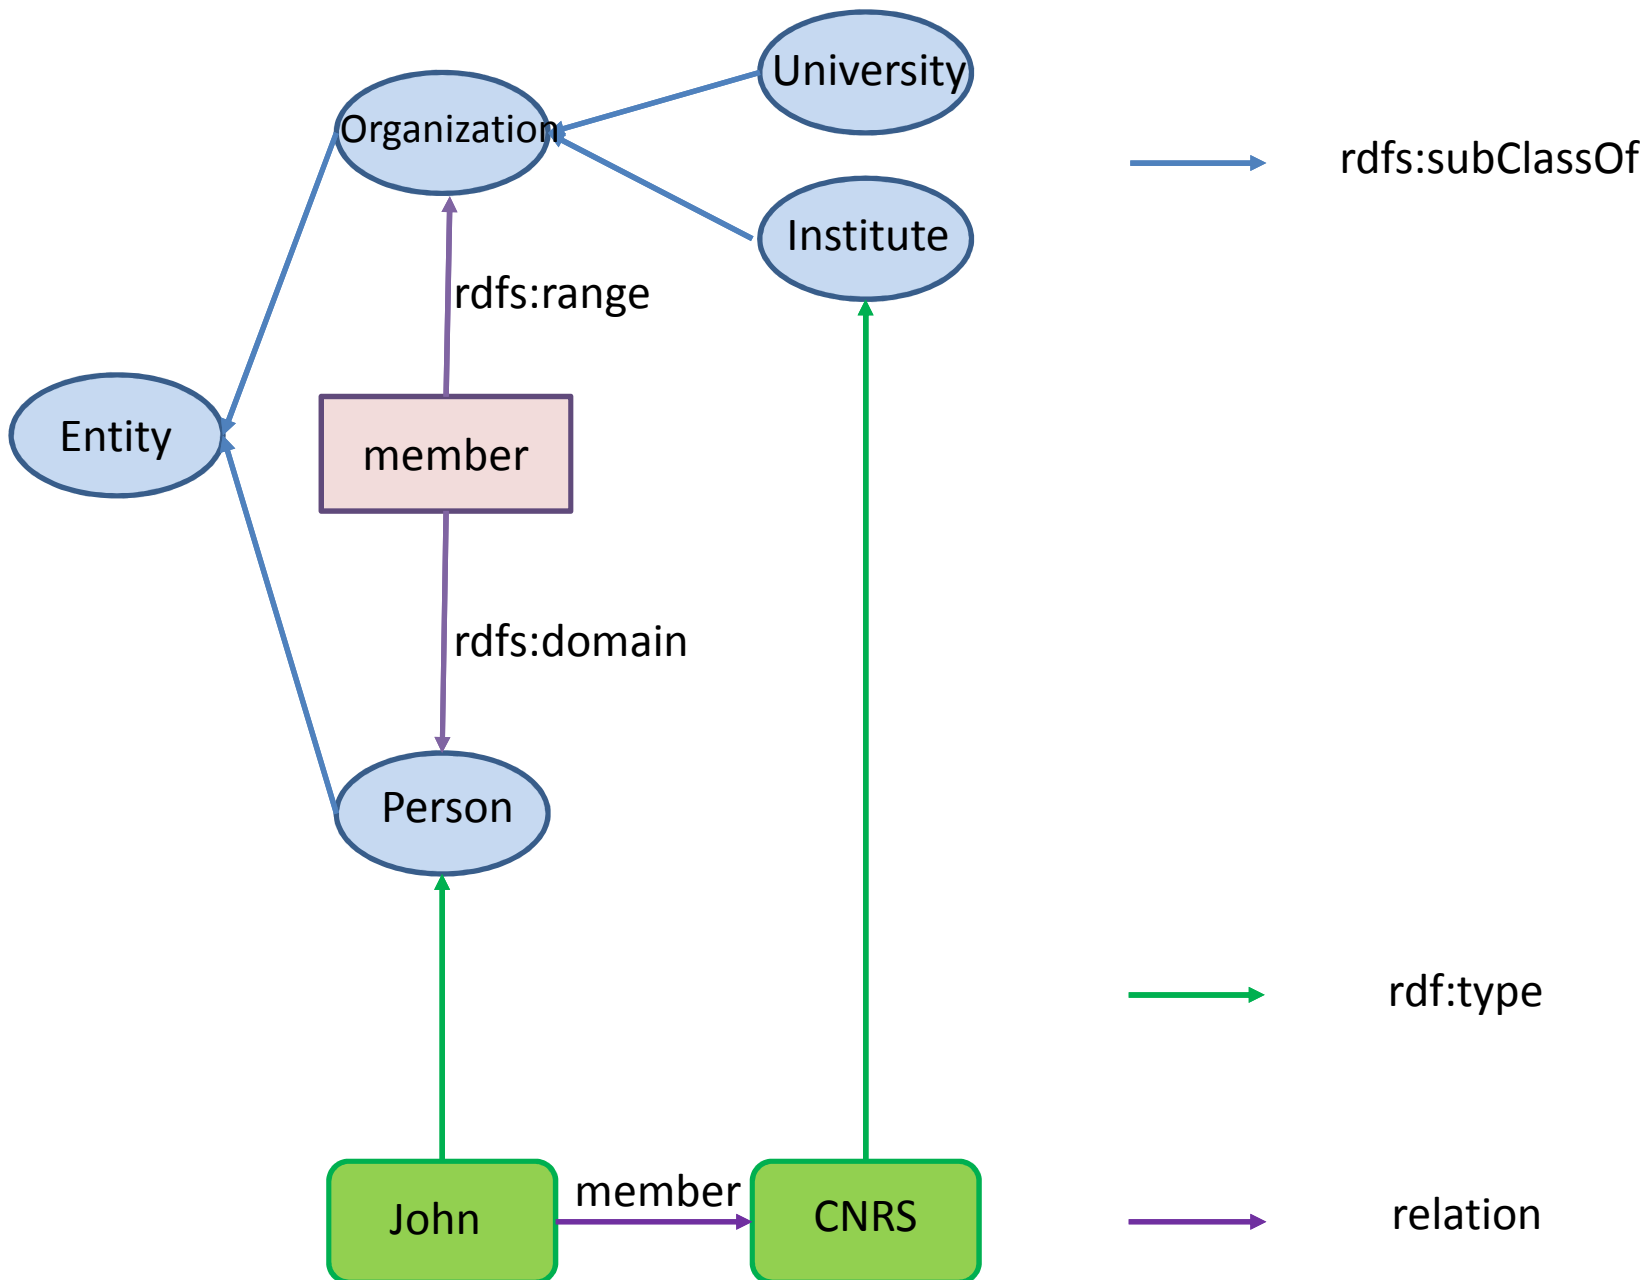 University
Organization
rdfs:subClassOf
Institute
rdfs:range
Entity
member
rdfs:domain
Person
rdf:type
member
John
CNRS
relation